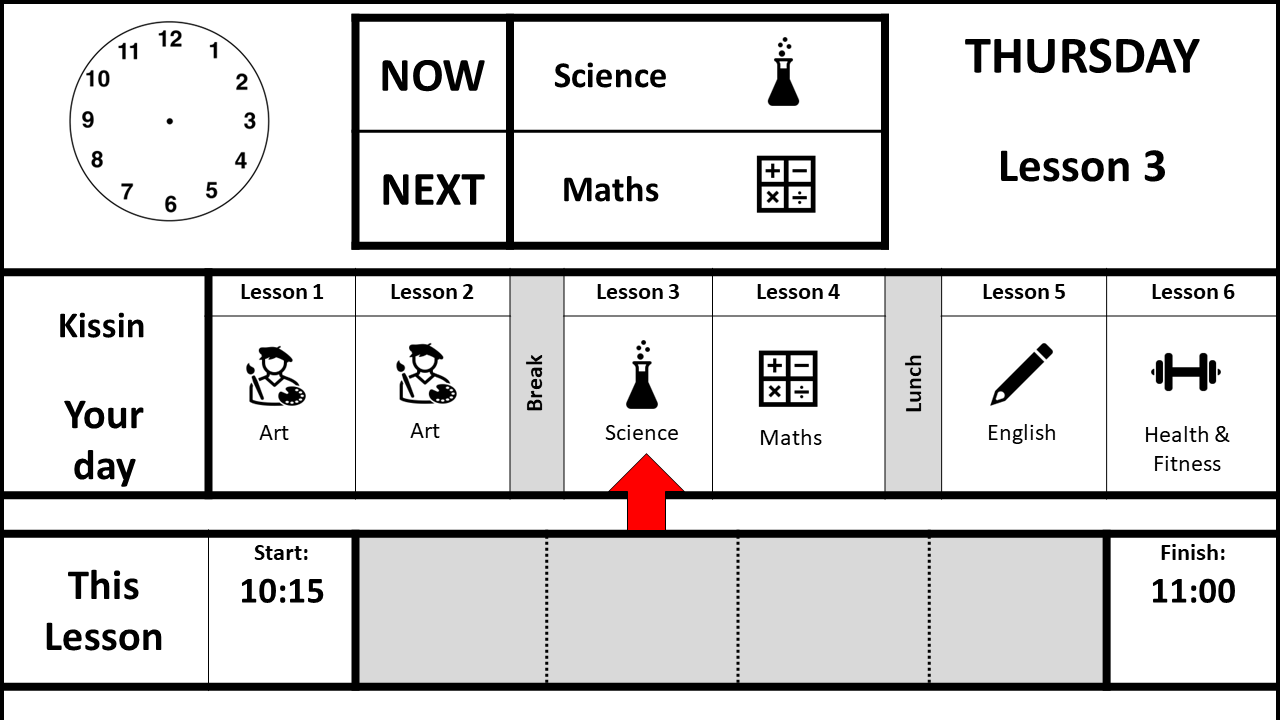 12
11
1
10
2
9
3
8
4
7
5
6
NOW
Science
NEXT
Maths
THURSDAY
Lesson 3
Kissin
Your
day
Lesson 1
Art
Lesson 2
Art
Break
Lesson 3
Science
Lesson 4
Maths
Lunch
Lesson 5
English
Lesson 6
Health &
Fitness
This
Lesson
Start:
10:15
Finish:
11:00